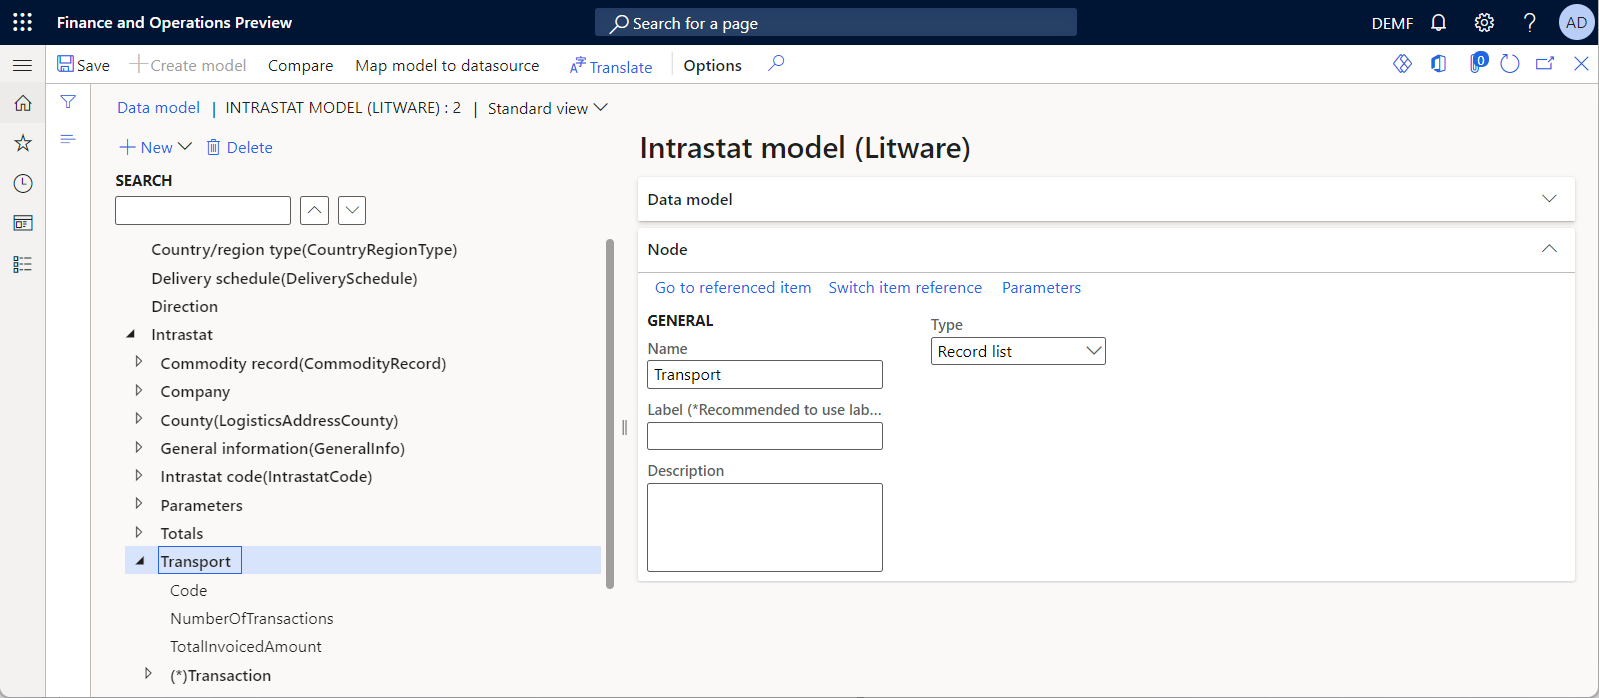 Finance and Operations Preview
Search for a page
DEMF
?
AD
Save
Create model
Compare
Map model to datasource
Translate
Options
0
Data model | INTRASTAT MODEL (LITWARE) : 2 | Standard view
New
Delete
SEARCH
Country/region type(CountryRegionType)
Delivery schedule(DeliverySchedule)
Direction
Intrastat
Commodity record(CommodityRecord)
Company
County(LogisticsAddressCounty)
General information(GeneralInfo)
Intrastat code(IntrastatCode)
Parameters
Totals
Transport
Code
NumberOfTransactions
TotalInvoicedAmount
(*)Transaction
Intrastat model (Litware)
Data model
Node
Go to referenced item
Switch item reference
Parameters
GENERAL
Name
Transport
Label (*Recommended to use lab...
Description
Type
Record list